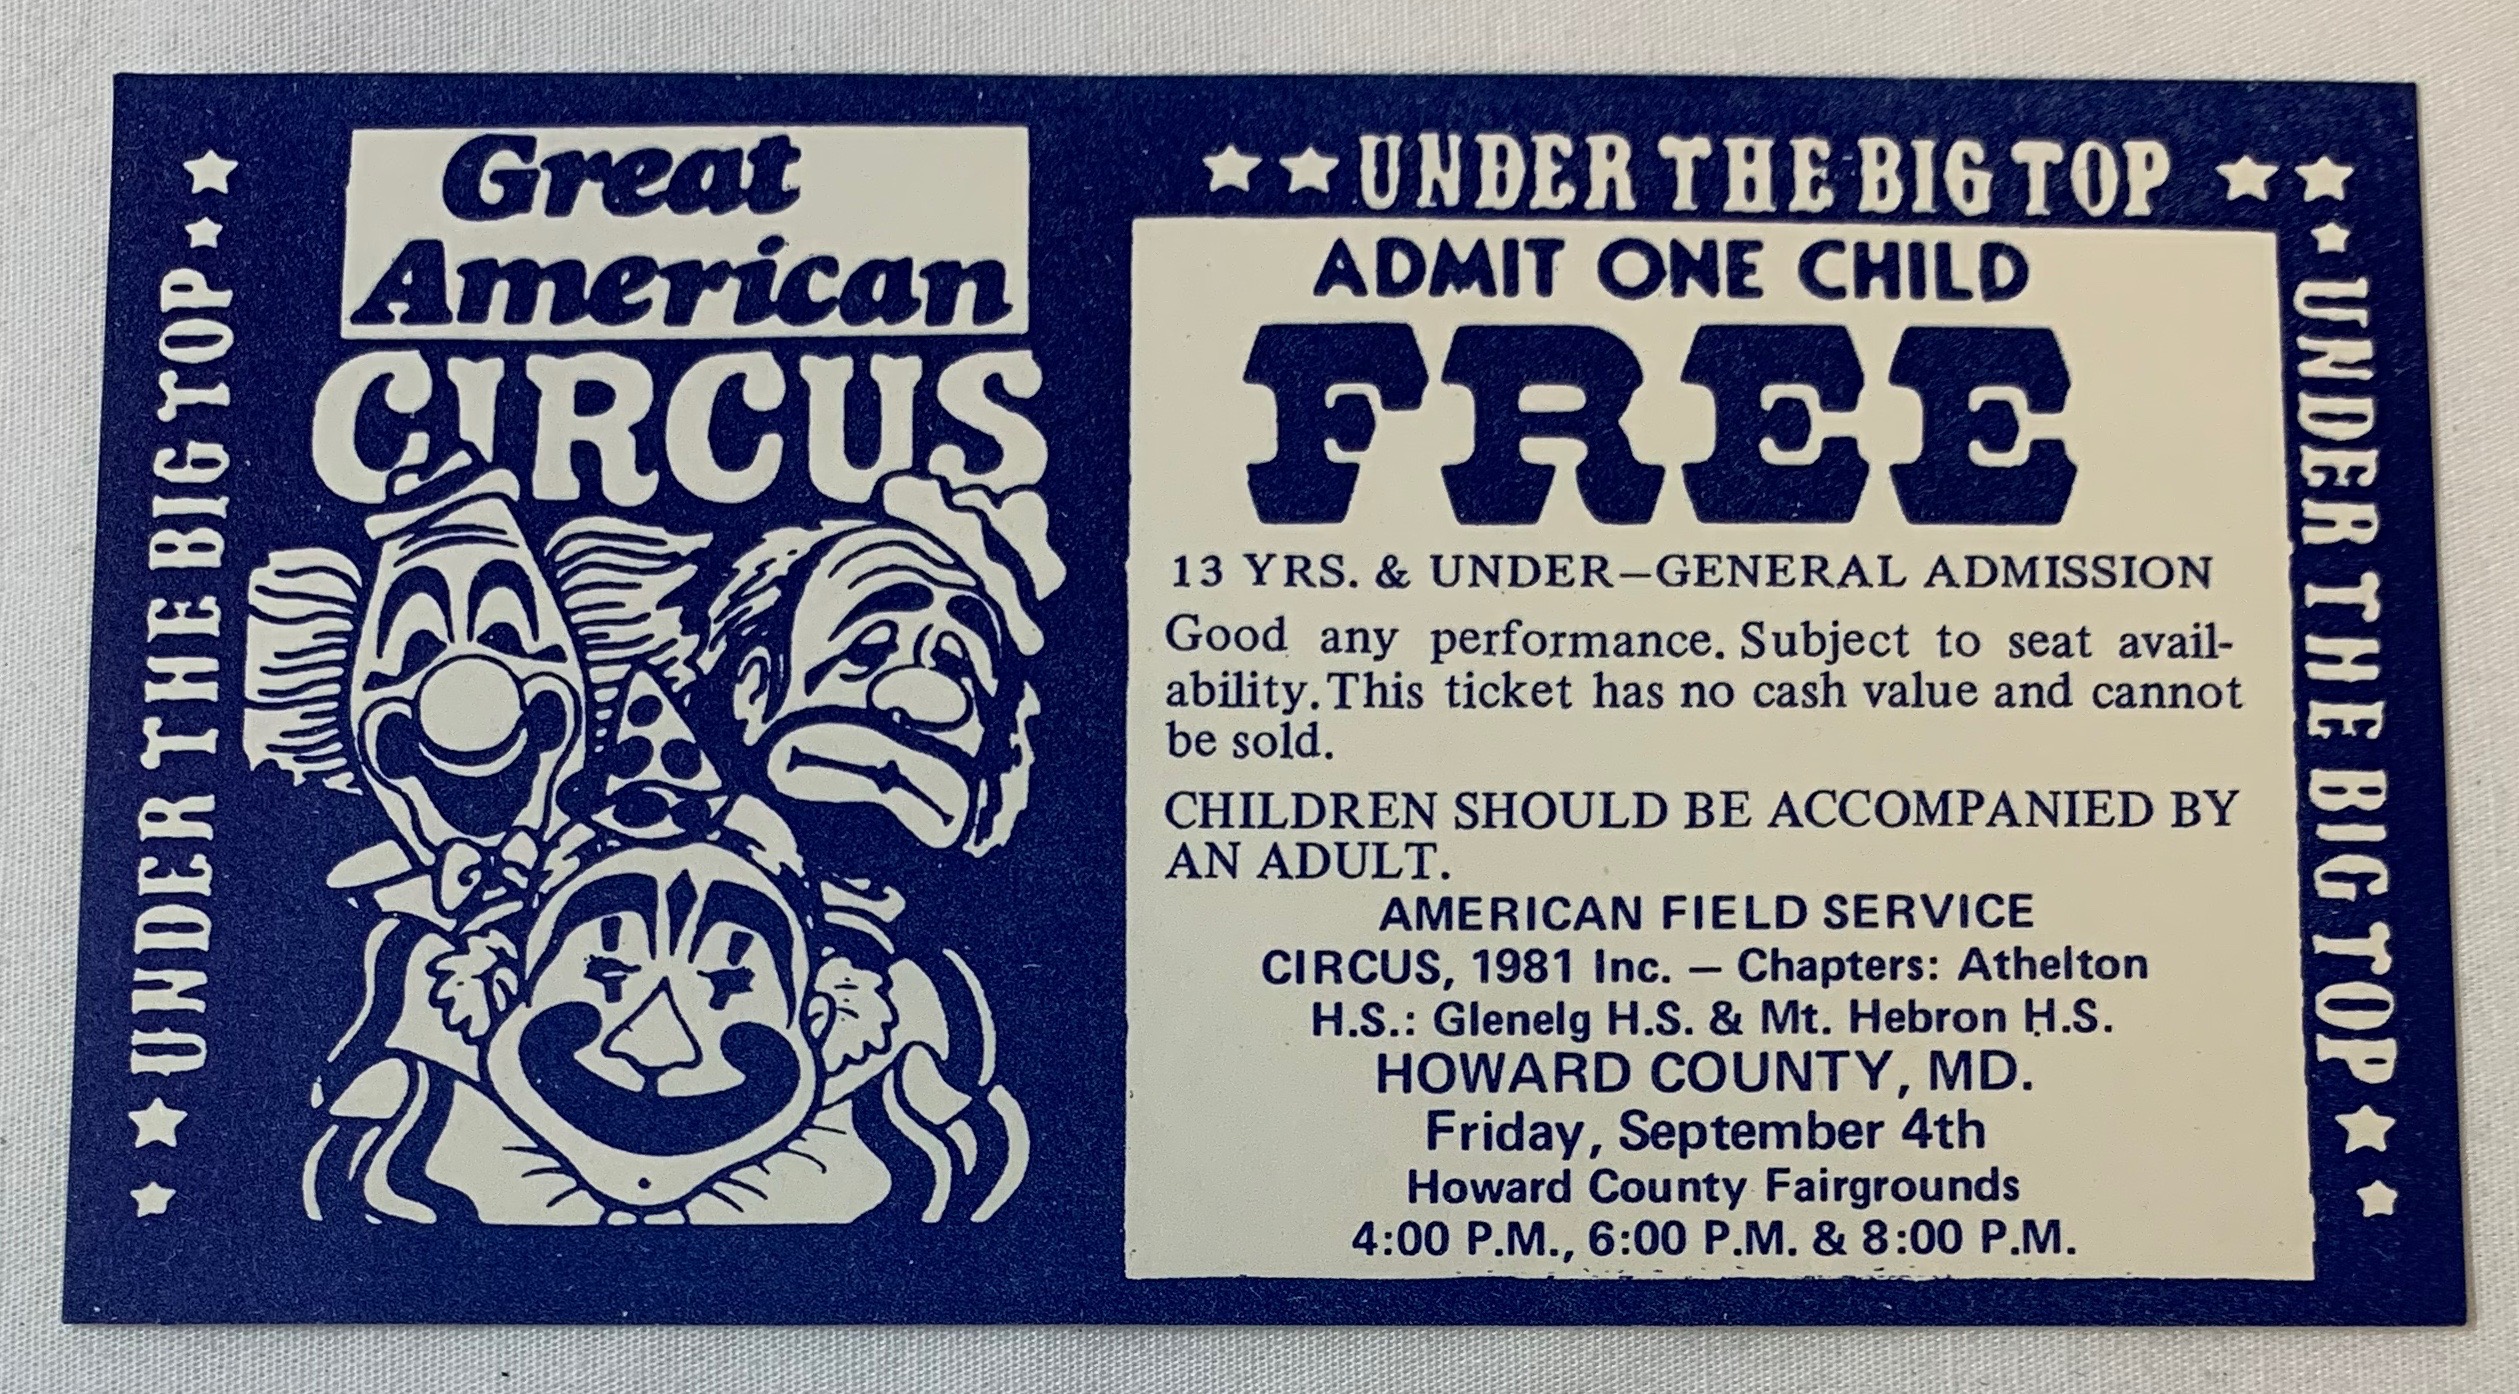 Great
American
CIRCUS
UNDER THE BIG TOP
UNDER THE BIG TOP
ADMIT ONE CHILD
FREE
13 YRS. & UNDER—GENERAL ADMISSION
Good any performance. Subject to seat avail-
ability. This ticket has no cash value and cannot
be sold.
CHILDREN SHOULD BE ACCOMPANIED BY
AN ADULT.
AMERICAN FIELD SERVICE
CIRCUS, 1981 Inc. — Chapters: Athelton
H.S.: Glenelg H.S. & Mt. Hebron H.S.
HOWARD COUNTY, MD.
Friday, September 4th
Howard County Fairgrounds
4:00 P.M., 6:00 P.M. & 8:00 P.M.
UNDER THE BIG TOP